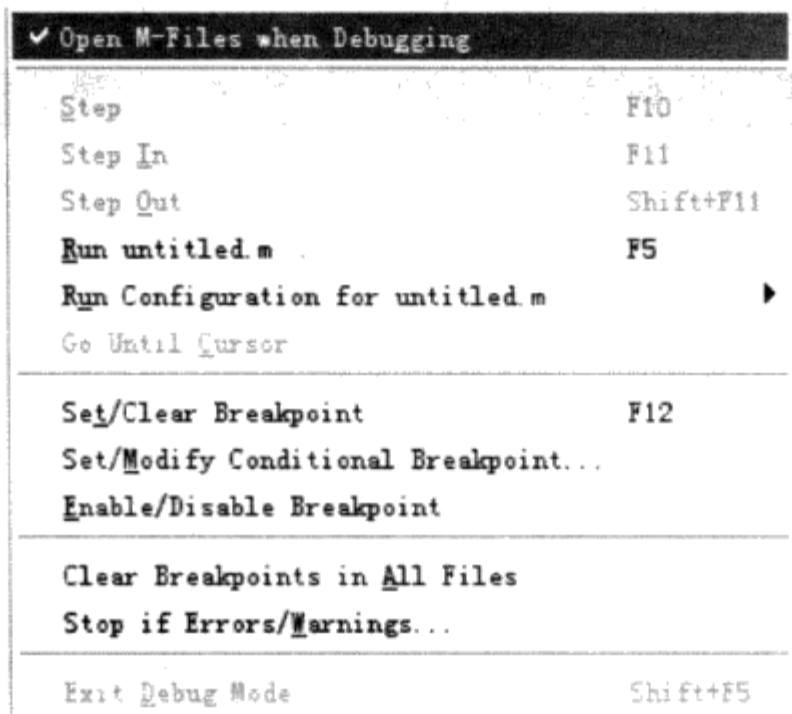 ✓ Open M-Files when Debugging
Step F10
Step In F11
Step Out Shift+F11
Run untitled.m F5
Run Configuration for untitled.m ▶
Go Until Cursor
Set/Clear Breakpoint F12
Set/Modify Conditional Breakpoint...
Enable/Disable Breakpoint
Clear Breakpoints in All Files
Stop if Errors/Warnings...
Exit Debug Mode Shift+F5